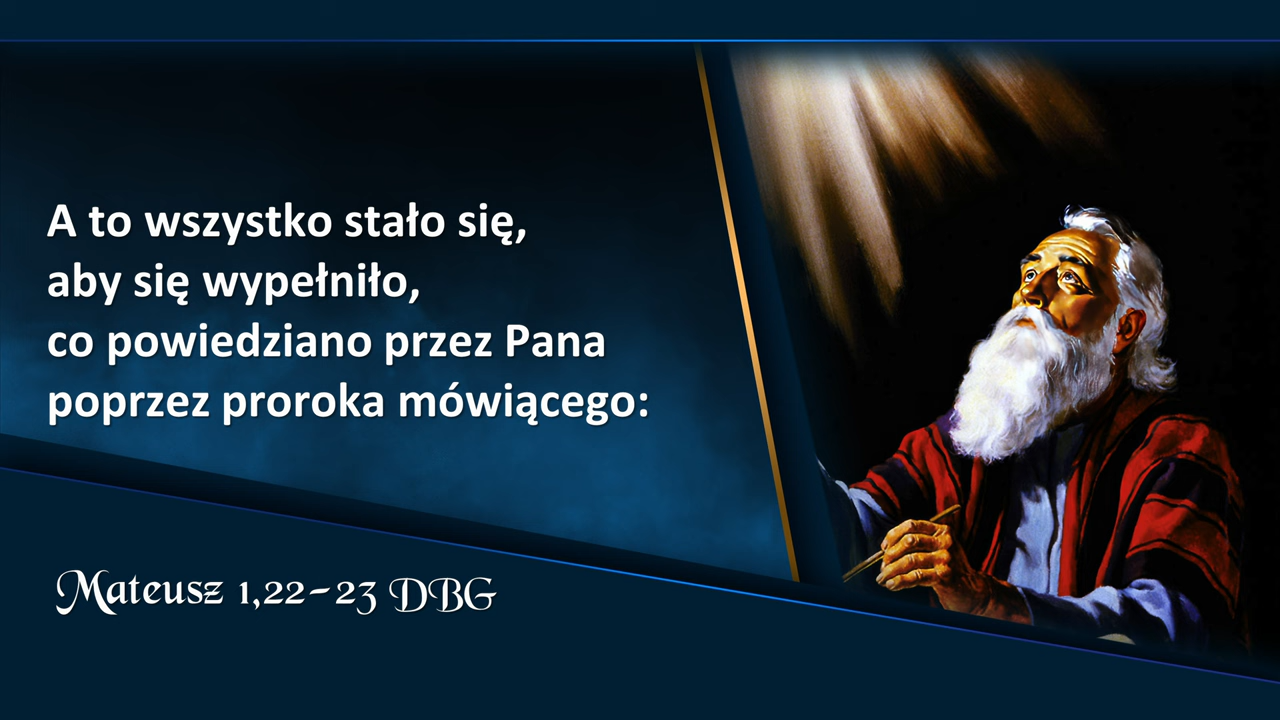 A to wszystko stało się,
aby się wypełniło,
co powiedziano przez Pana
poprzez proroka mówiącego:
Mateusz 1,22-23 DBG